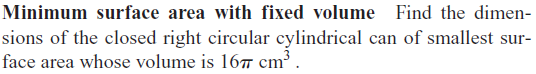 Minimum surface area with fixed volume Find the dimen-
sions of the closed right circular cylindrical can of smallest sur-
face area whose volume is 16π cm³ .